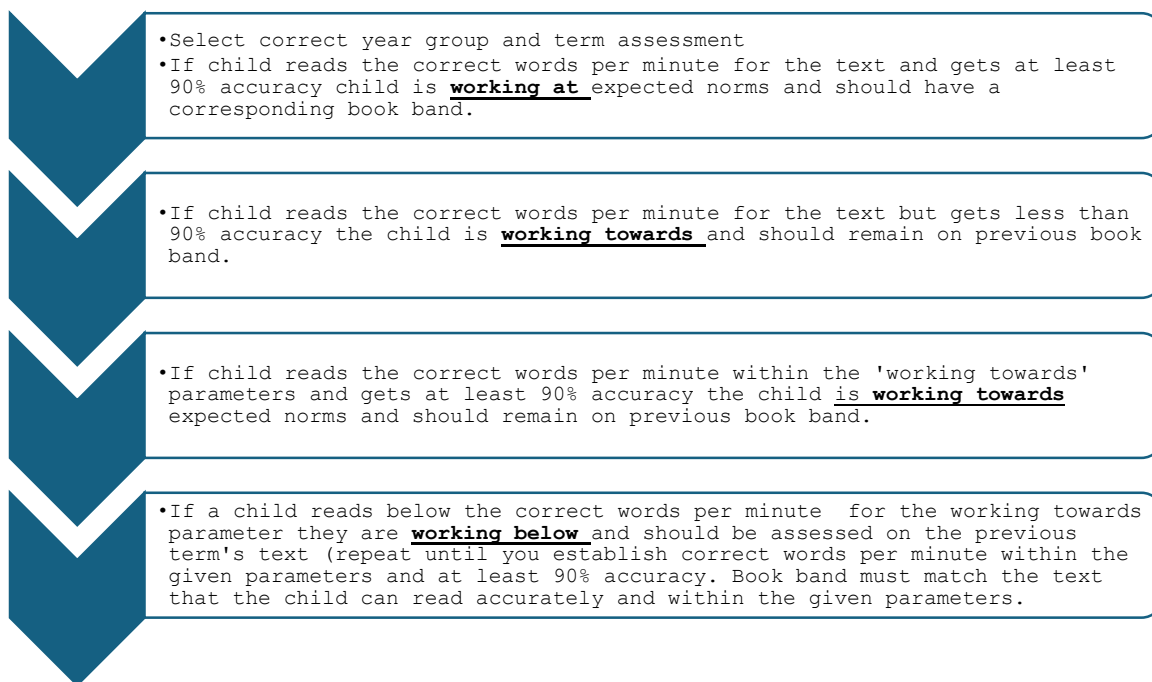 •Select correct year group and term assessment
•If child reads the correct words per minute for the text and gets at least
90% accuracy child is working at expected norms and should have a
corresponding book band.
•If child reads the correct words per minute for the text but gets less than
90% accuracy the child is working towards and should remain on previous book
band.
•If child reads the correct words per minute within the 'working towards'
parameters and gets at least 90% accuracy the child is working towards
expected norms and should remain on previous book band.
•If a child reads below the correct words per minute  for the working towards
parameter they are working below and should be assessed on the previous
term's text (repeat until you establish correct words per minute within the
given parameters and at least 90% accuracy. Book band must match the text
that the child can read accurately and within the given parameters.